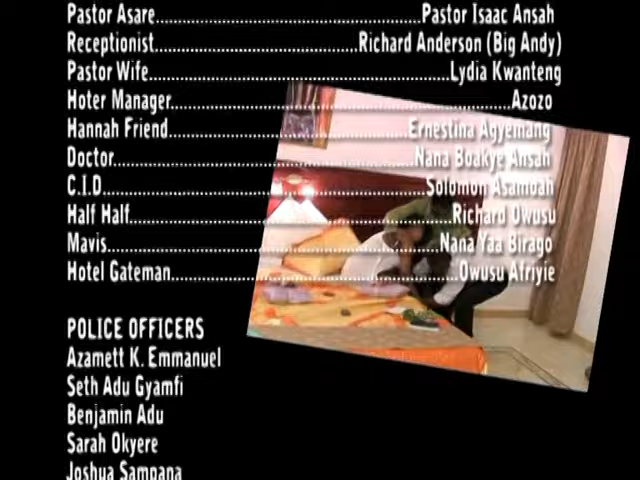 Pastor Asare........................................Pastor Isaac Ansah
Receptionist..............................Richard Anderson (Big Andy)
Pastor Wife.............................................Lydia Kwanteng
Hoter Manager...................................................Azozo
Hannah Friend....................................Ernestina Agyemang
Doctor............................................Nana Boakye Ansah
C.I.D................................................Solomon Asamoah
Half Half................................................Richard Owusu
Mavis..................................................Nana Yaa Birago
Hotel Gateman..........................................Owusu Afriyie
POLICE OFFICERS
Azamett K. Emmanuel
Seth Adu Gyamfi
Benjamin Adu
Sarah Okyere
Joshua Sampana